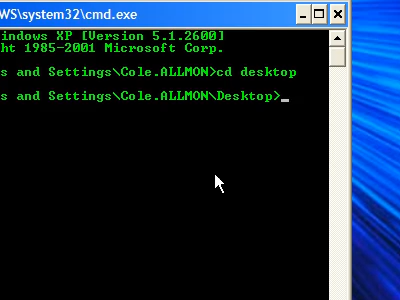 WS\system32\cmd.exe
indows XP [Version 5.1.2600]
ht 1985-2001 Microsoft Corp.
s and Settings\Cole.ALLMON>cd desktop
s and Settings\Cole.ALLMON\Desktop>_